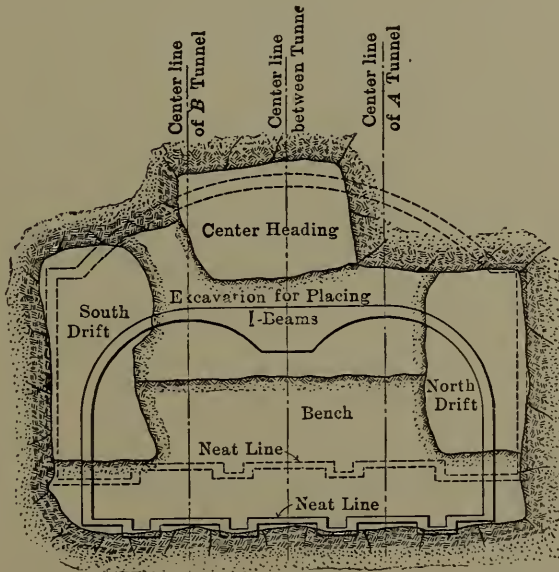 Center line
of B Tunnel
Center line
between Tunne
Center line
of A Tunnel
Center Heading
Excavation for Placing
I-Beams
South
Drift
North
Drift
Bench
Neat Line
Neat Line